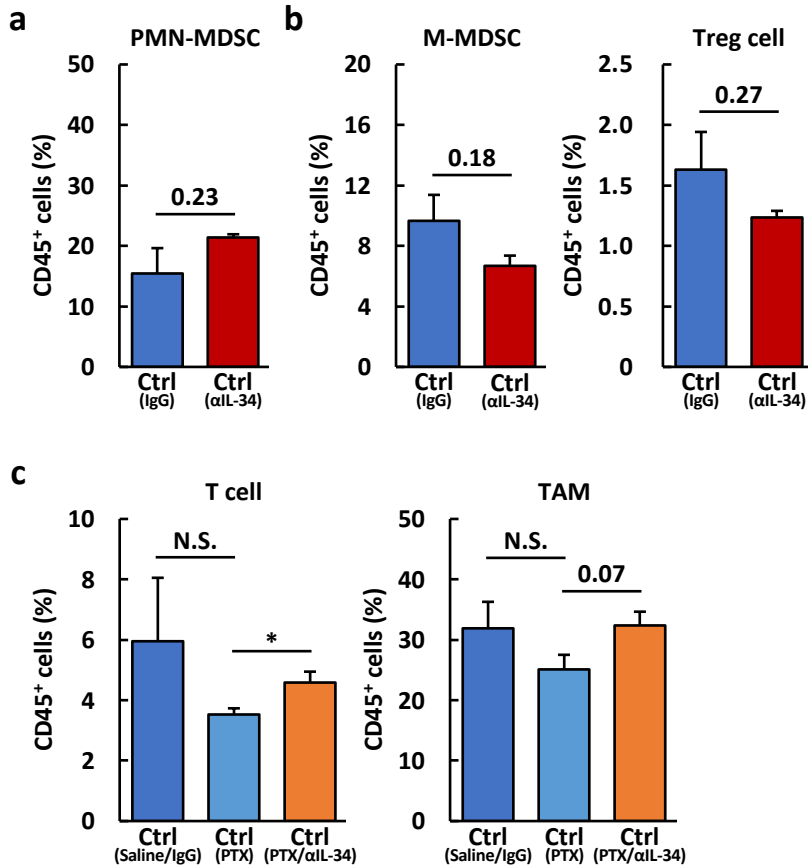 a
PMN-MDSC
CD45⁺ cells (%)
50
40
30
20
10
0
0.23
Ctrl
(IgG)
Ctrl
(αIL-34)
b
M-MDSC
CD45⁺ cells (%)
20
16
12
8
4
0
0.18
Ctrl
(IgG)
Ctrl
(αIL-34)
Treg cell
CD45⁺ cells (%)
2.5
2.0
1.5
1.0
0.5
0
0.27
Ctrl
(IgG)
Ctrl
(αIL-34)
c
T cell
CD45⁺ cells (%)
10
8
6
4
2
0
N.S.
*
Ctrl
(Saline/IgG)
Ctrl
(PTX)
Ctrl
(PTX/αIL-34)
TAM
CD45⁺ cells (%)
50
40
30
20
10
0
N.S.
0.07
Ctrl
(Saline/IgG)
Ctrl
(PTX)
Ctrl
(PTX/αIL-34)